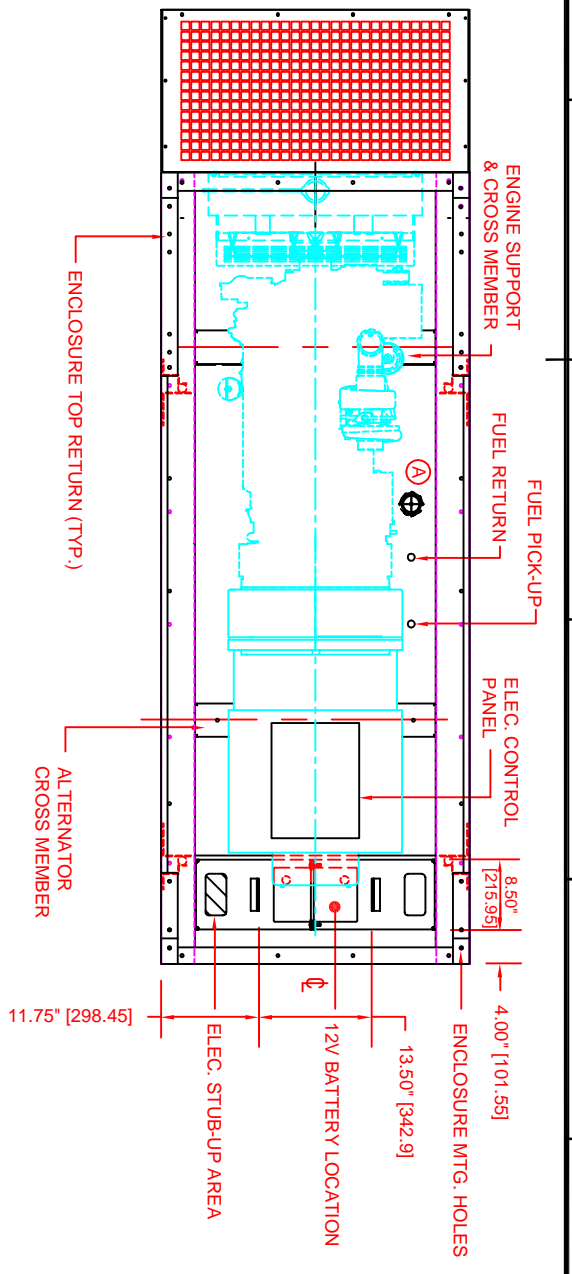 ENGINE SUPPORT
& CROSS MEMBER
ENCLOSURE TOP RETURN (TYP.)
A
FUEL RETURN
FUEL PICK-UP
ELEC. CONTROL
PANEL
ALTERNATOR
CROSS MEMBER
8.50"
[215.95]
4.00" [101.55]
ENCLOSURE MTG. HOLES
13.50" [342.9]
12V BATTERY LOCATION
ELEC. STUB-UP AREA
11.75" [298.45]
℄